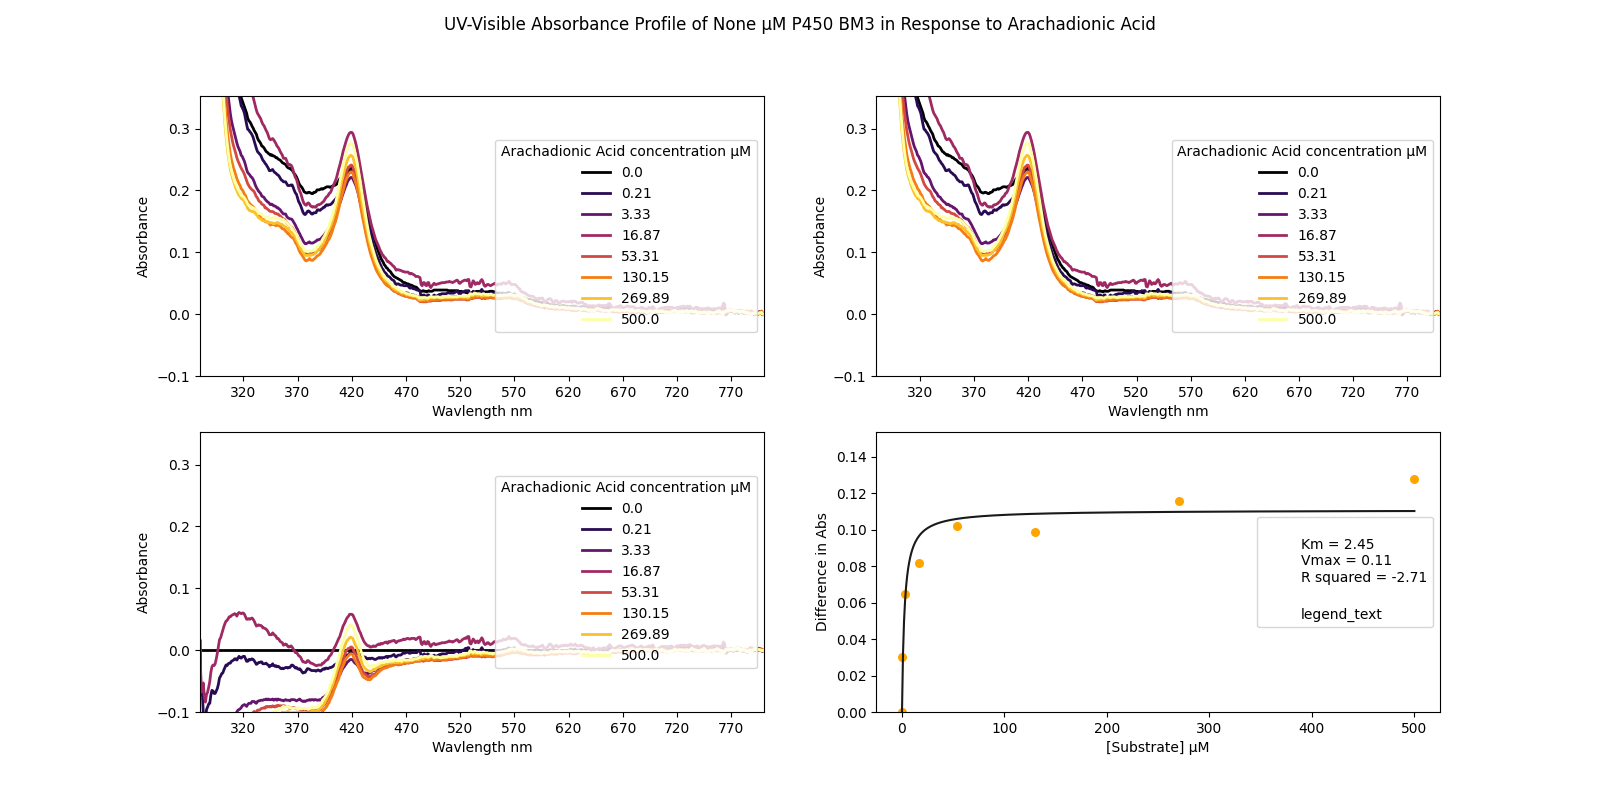 UV-Visible Absorbance Profile of None μM P450 BM3 in Response to Arachadionic Acid
0.3
0.2
0.1
0.0
−0.1
Absorbance
Arachadionic Acid concentration μM
0.0
0.21
3.33
16.87
53.31
130.15
269.89
500.0
320 370 420 470 520 570 620 670 720 770
Wavlength nm
0.3
0.2
0.1
0.0
−0.1
Absorbance
Arachadionic Acid concentration μM
0.0
0.21
3.33
16.87
53.31
130.15
269.89
500.0
320 370 420 470 520 570 620 670 720 770
Wavlength nm
0.3
0.2
0.1
0.0
−0.1
Absorbance
Arachadionic Acid concentration μM
0.0
0.21
3.33
16.87
53.31
130.15
269.89
500.0
320 370 420 470 520 570 620 670 720 770
Wavlength nm
0.14
0.12
0.10
0.08
0.06
0.04
0.02
0.00
Difference in Abs
Km = 2.45
Vmax = 0.11
R squared = -2.71
legend_text
0 100 200 300 400 500
[Substrate] μM